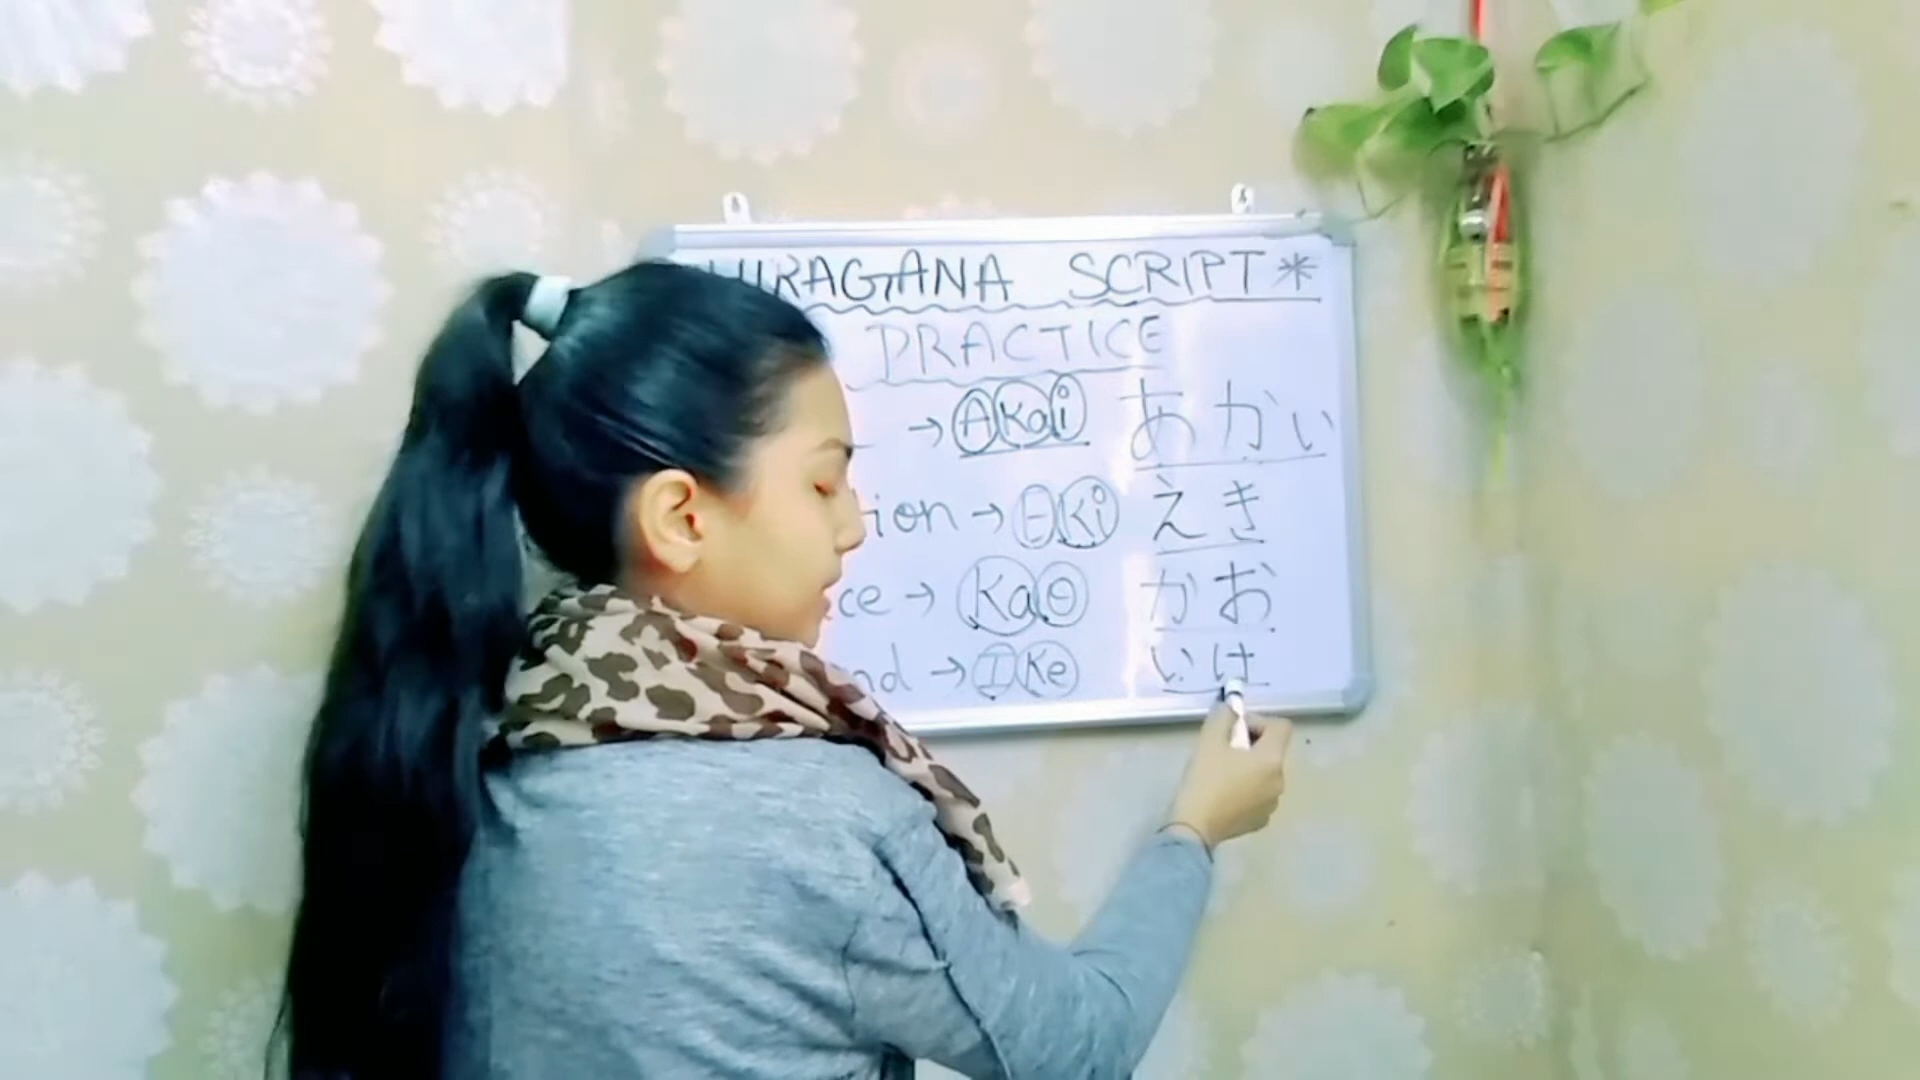 HIRAGANA SCRIPT*
PRACTICE
→ Akai あかい
ion → Eki えき
ce → Kao かお
nd → Ike いけ